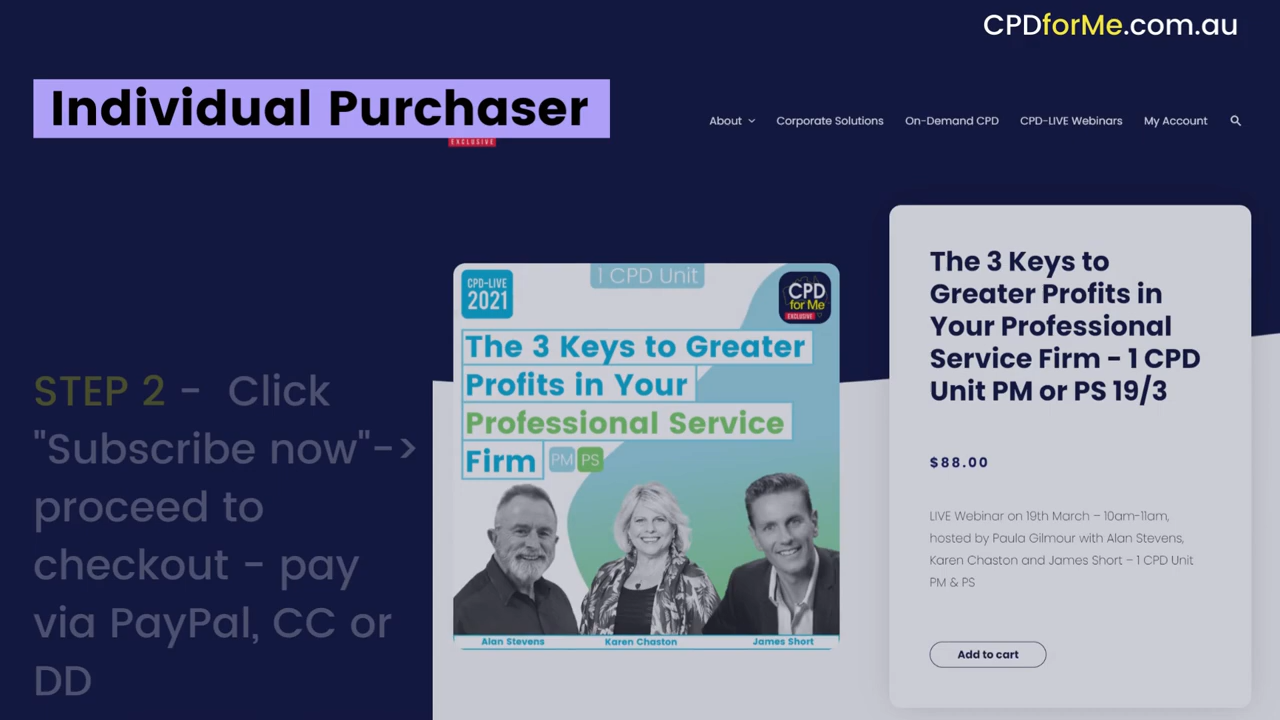 CPDforMe.com.au
Individual Purchaser
EXCLUSIVE
About
Corporate Solutions
On-Demand CPD
CPD-LIVE Webinars
My Account
STEP 2 - Click
"Subscribe now"->
proceed to
checkout - pay
via PayPal, CC or
DD
1 CPD Unit
CPD-LIVE
2021
CPD
for Me
EXCLUSIVE
The 3 Keys to Greater
Profits in Your
Professional Service
Firm
PM
PS
Alan Stevens
Karen Chaston
James Short
The 3 Keys to
Greater Profits in
Your Professional
Service Firm - 1 CPD
Unit PM or PS 19/3
$88.00
LIVE Webinar on 19th March – 10am-11am,
hosted by Paula Gilmour with Alan Stevens,
Karen Chaston and James Short – 1 CPD Unit
PM & PS
Add to cart